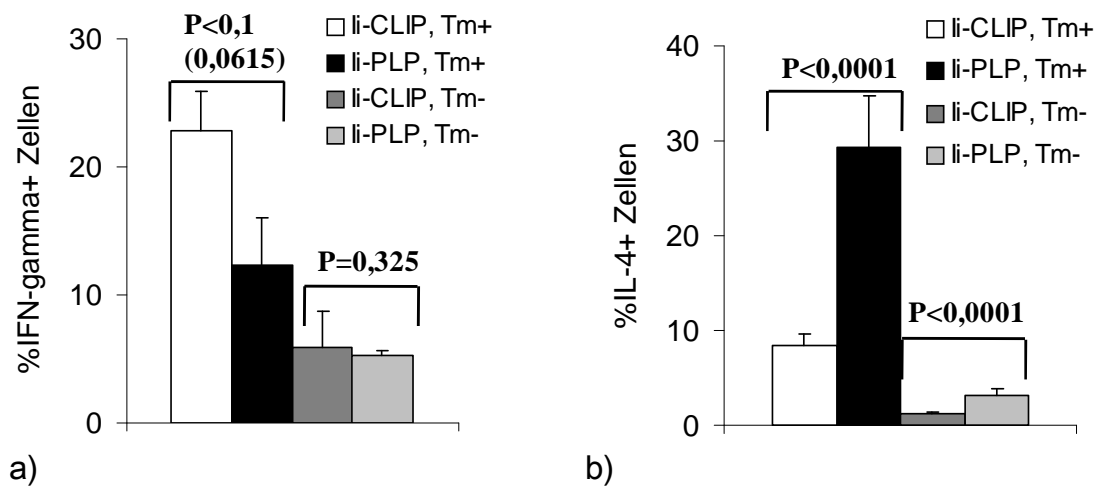 P<0,1
(0,0615)
li-CLIP, Tm+
li-PLP, Tm+
li-CLIP, Tm-
li-PLP, Tm-
P=0,325
%IFN-gamma+ Zellen
30
20
10
0
a)
P<0,0001
li-CLIP, Tm+
li-PLP, Tm+
li-CLIP, Tm-
li-PLP, Tm-
P<0,0001
%IL-4+ Zellen
40
30
20
10
0
b)